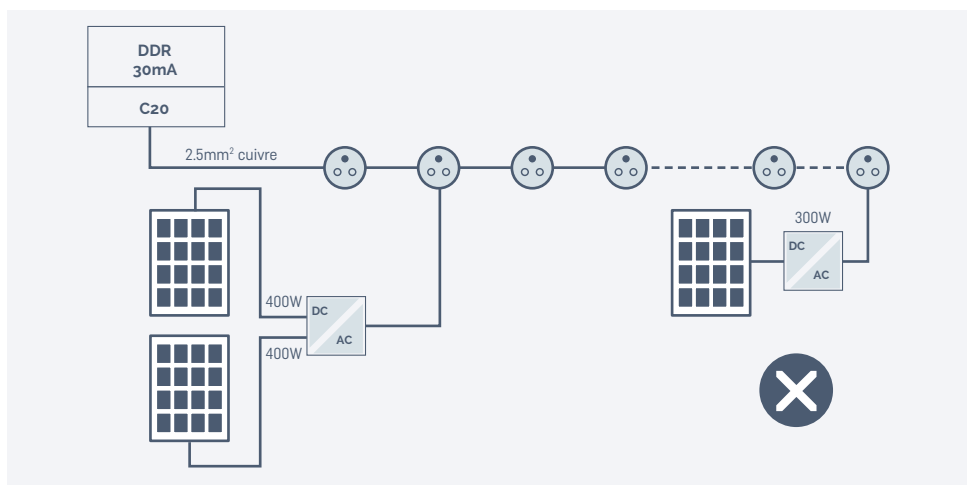 DDR
30mA
C20
2.5mm² cuivre
300W
DC
AC
400W
DC
AC
400W